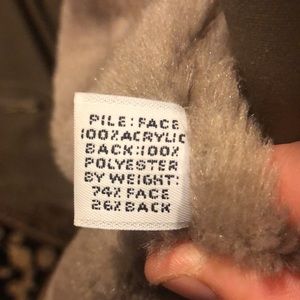 PILE:FACE
100%ACRYLIC
BACK:100%
POLYESTER
BY WEIGHT:
74% FACE
26%BACK